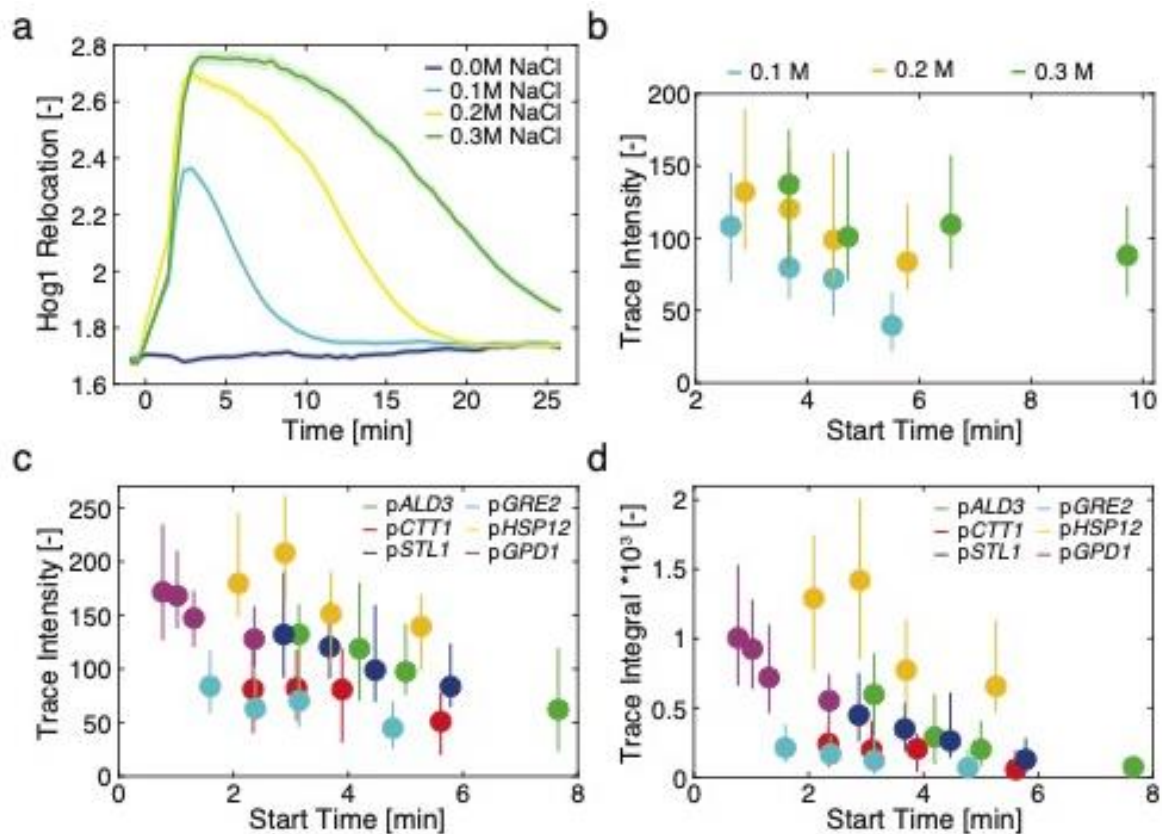 a
2.8
2.6
2.4
2.2
2
1.8
1.6
Hog1 Relocation [-]
0.0M NaCl
0.1M NaCl
0.2M NaCl
0.3M NaCl
0 5 10 15 20 25
Time [min]
b
0.1 M 0.2 M 0.3 M
200
150
100
50
0
Trace Intensity [-]
2 4 6 8 10
Start Time [min]
c
250
200
150
100
50
0
Trace Intensity [-]
pALD3 pGRE2
pCTT1 pHSP12
pSTL1 pGPD1
0 2 4 6 8
Start Time [min]
d
2
1.5
1
0.5
0
Trace Integral *10³ [-]
pALD3 pGRE2
pCTT1 pHSP12
pSTL1 pGPD1
0 2 4 6 8
Start Time [min]